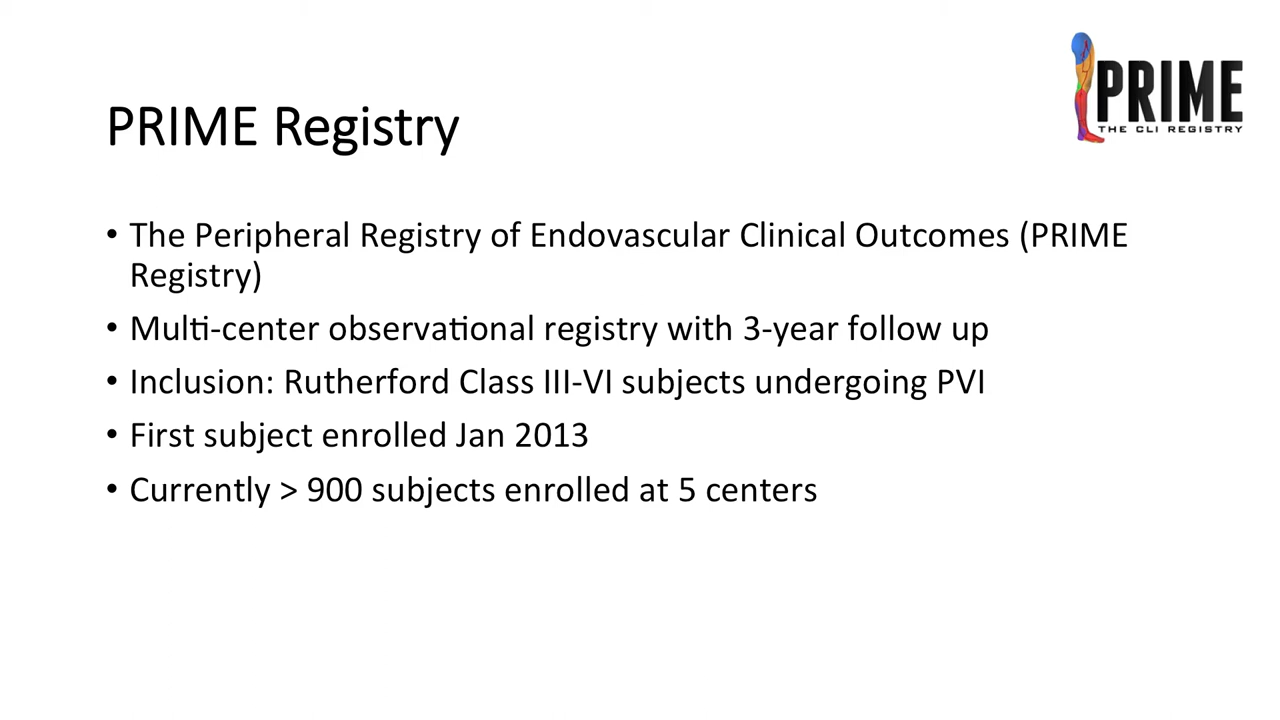 PRIME
THE CLI REGISTRY
PRIME Registry
• The Peripheral Registry of Endovascular Clinical Outcomes (PRIME
Registry)
• Multi-center observational registry with 3-year follow up
• Inclusion: Rutherford Class III-VI subjects undergoing PVI
• First subject enrolled Jan 2013
• Currently > 900 subjects enrolled at 5 centers